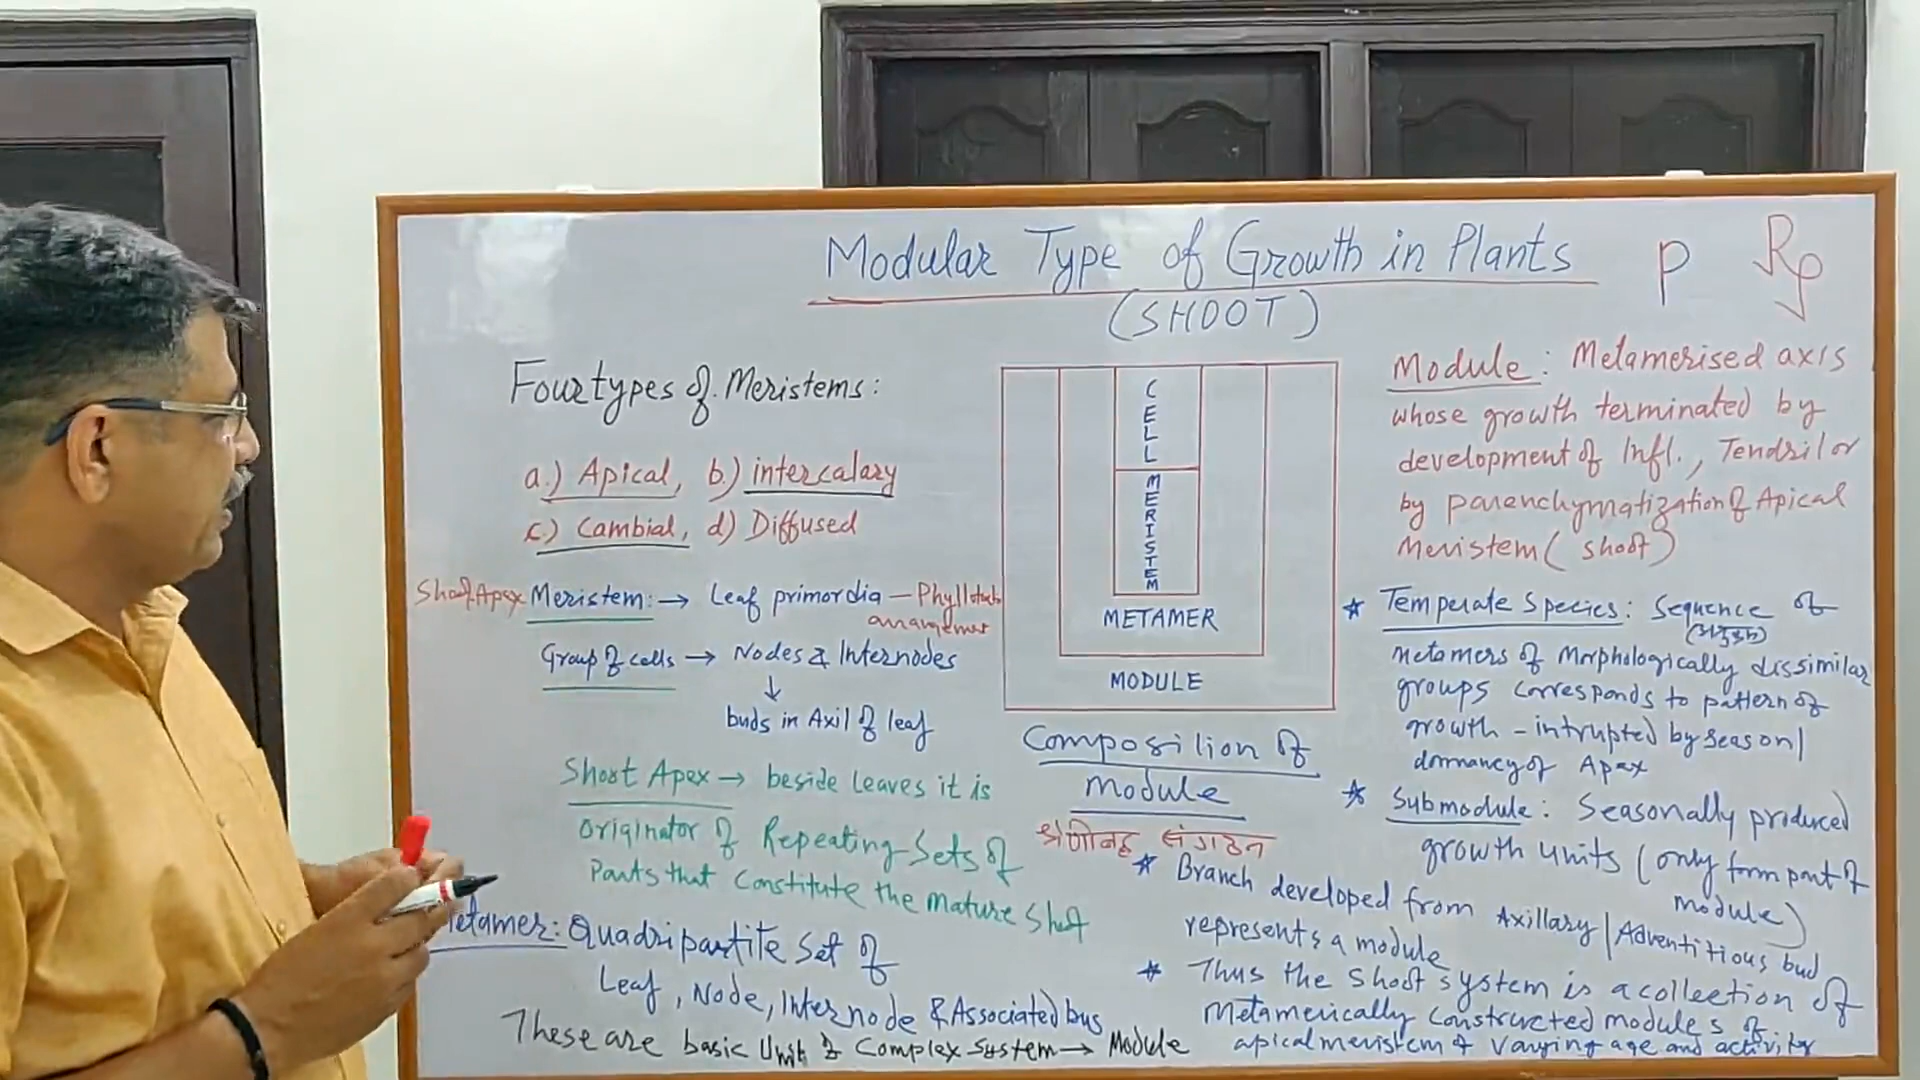 Modular Type of Growth in Plants
(SHOOT)
P
Rp
Four types of Meristems:
a.) Apical, b.) intercalary
c.) Cambial, d) Diffused
Shoot Apex Meristem: → Leaf primordia —
arrangement
Group of cells → Nodes & Internodes
↓
buds in Axil of leaf
Shoot Apex → beside leaves it is
originator of Repeating Sets of
Parts that constitute the mature Shoot
etamer: Quadripartite set of
Leaf, Node, Internode & Associated bus
These are basic Unit of Complex System → Module
CELL
MERISTEM
METAMER
MODULE
Composition of
Module
संगठन
Module: Metamerised axis
whose growth terminated by
development of Infl., Tendril or
by parenchymatization of Apical
Meristem (shoot)
* Temperate Species: Sequence of
metamers of Morphologically dissimilar
groups corresponds to pattern of
growth – intrupted by season/
dormancy of Apex
* Submodule: Seasonally produced
growth units (only form part of
Module)
* Branch developed from Axillary/Adventitious bud
represents a module
* Thus the Shoot system is a collection of
Metamerically constructed modules of
apical meristem of varying age and activity